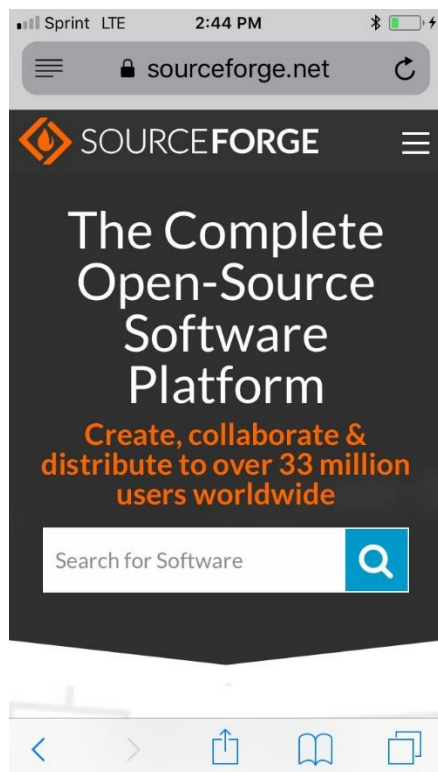 Sprint LTE 2:44 PM
sourceforge.net
SOURCEFORGE
The Complete
Open-Source
Software
Platform
Create, collaborate &
distribute to over 33 million
users worldwide
Search for Software